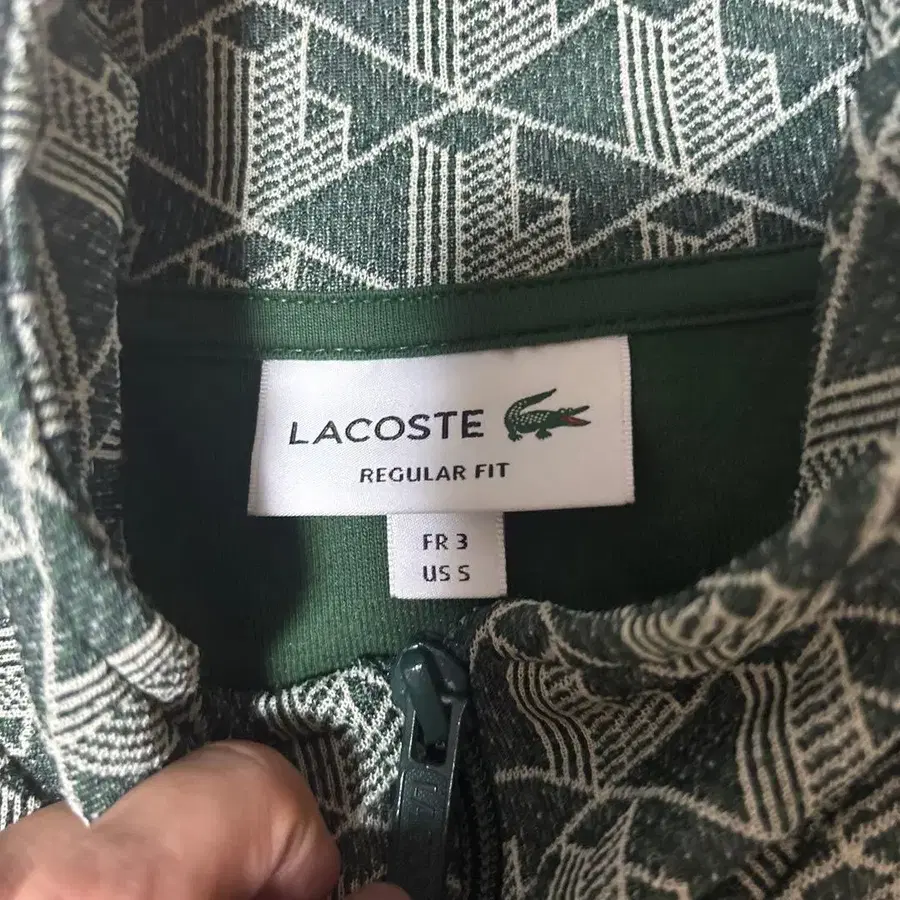 LACOSTE
REGULAR FIT
FR 3
US S